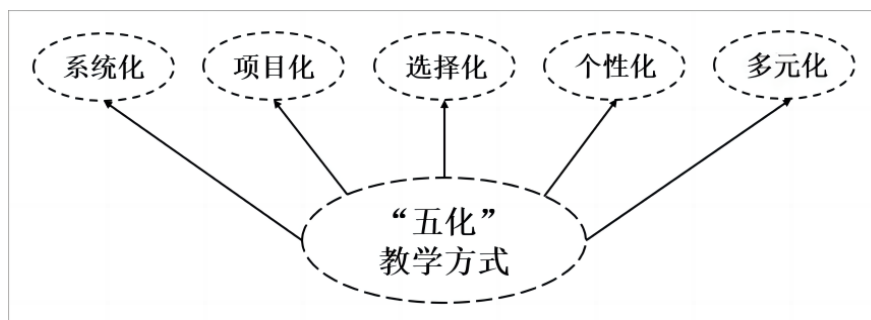 系统化
项目化
选择化
个性化
多元化
“五化”
教学方式